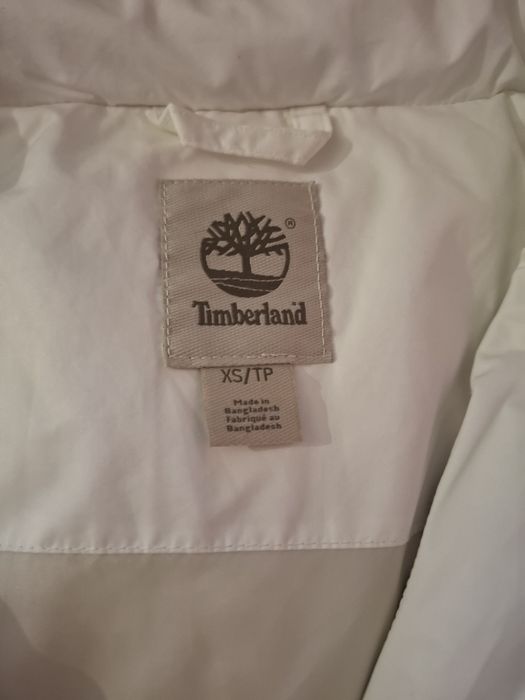 ®
Timberland
XS/TP
Made in
Bangladesh
Fabriqué au
Bangladesh